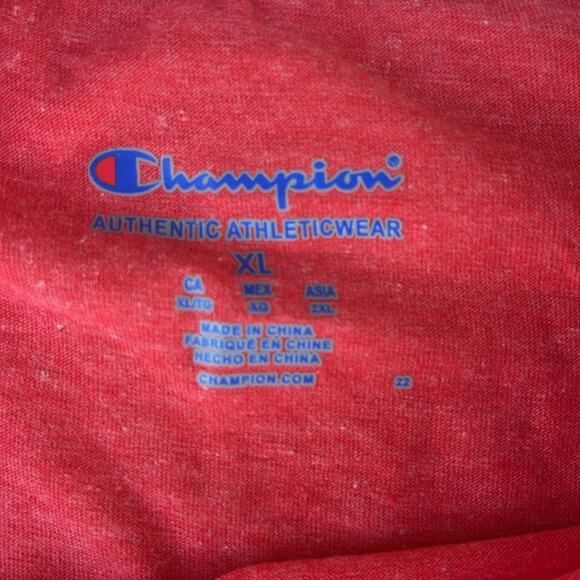 Champion®
AUTHENTIC ATHLETICWEAR
XL
CA MEX ASIA
XL/TG XG 2XL
MADE IN CHINA
FABRIQUÉ EN CHINE
HECHO EN CHINA
CHAMPION.COM 22